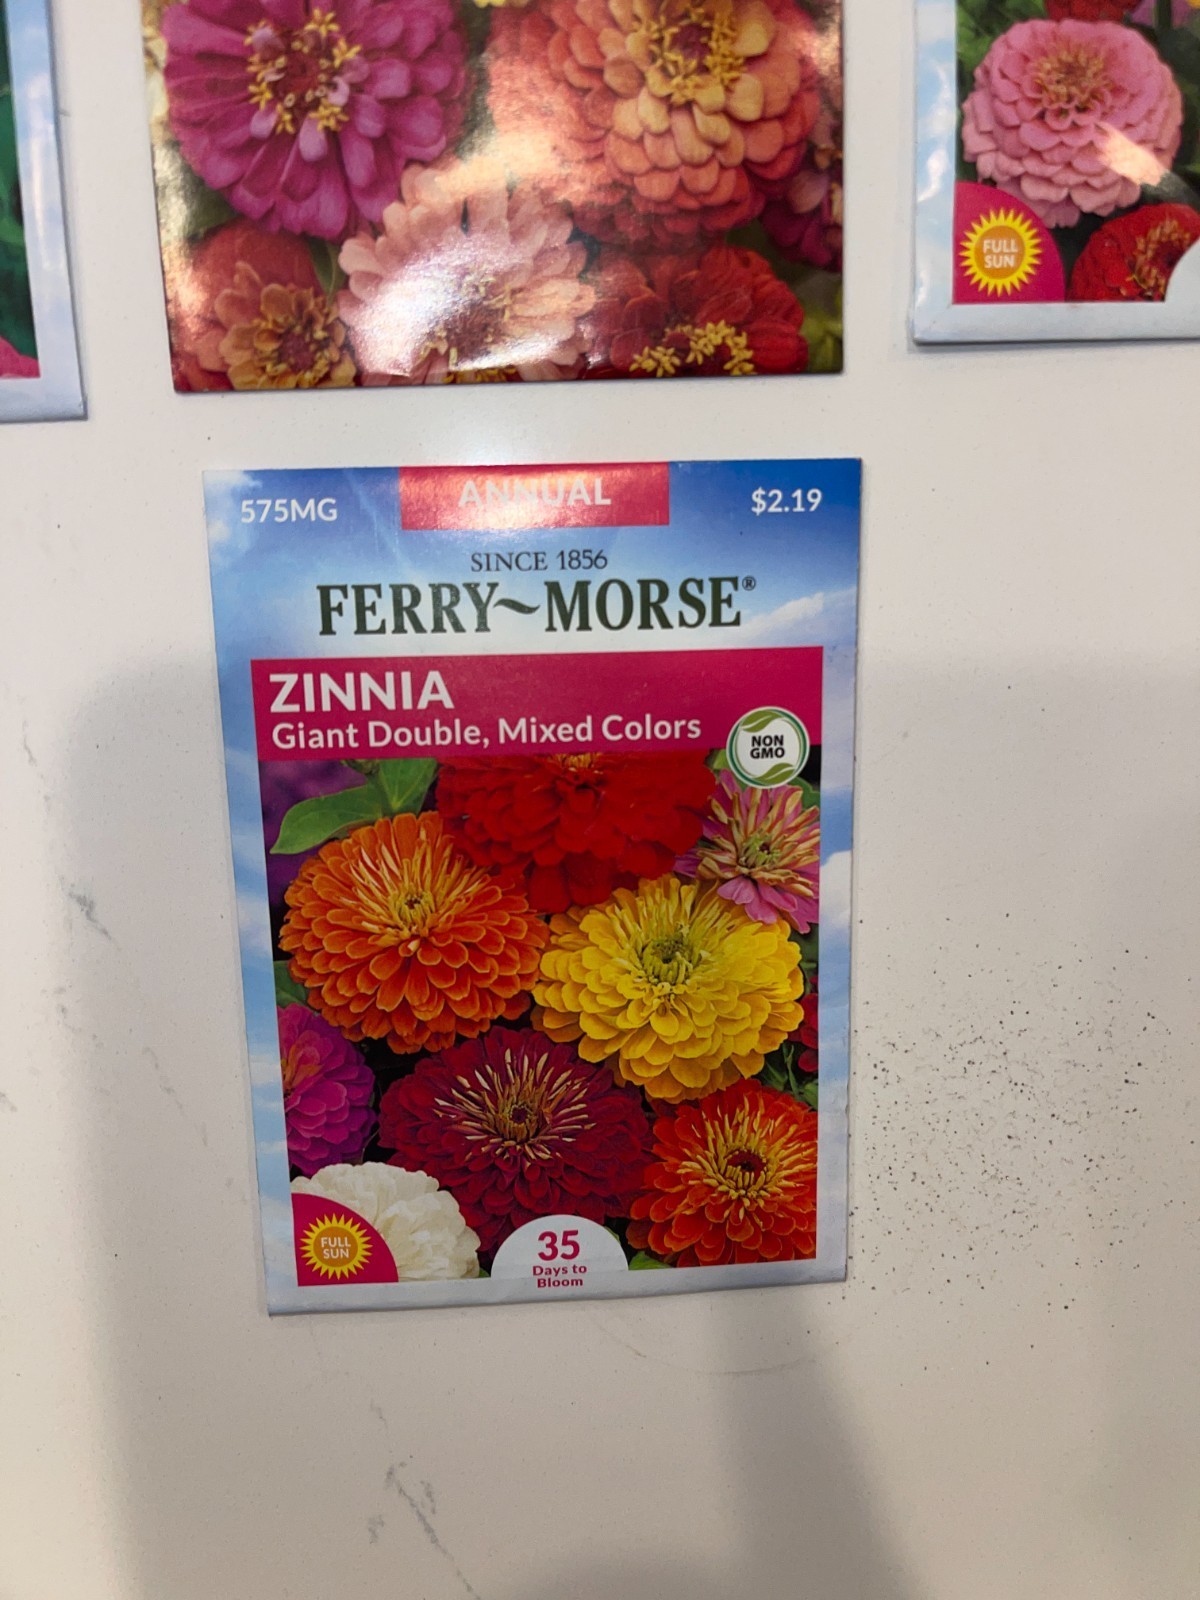 FULL
SUN
575MG
ANNUAL
$2.19
SINCE 1856
FERRY~MORSE®
ZINNIA
Giant Double, Mixed Colors
NON
GMO
FULL
SUN
35
Days to
Bloom